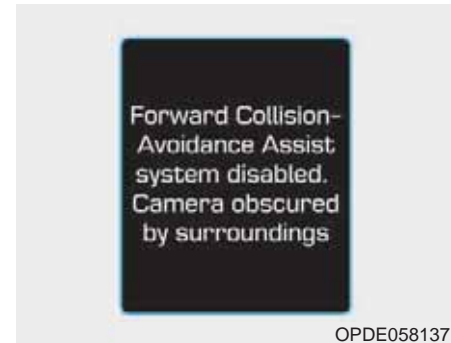 Forward Collision-
Avoidance Assist
system disabled.
Camera obscured
by surroundings
OPDE058137